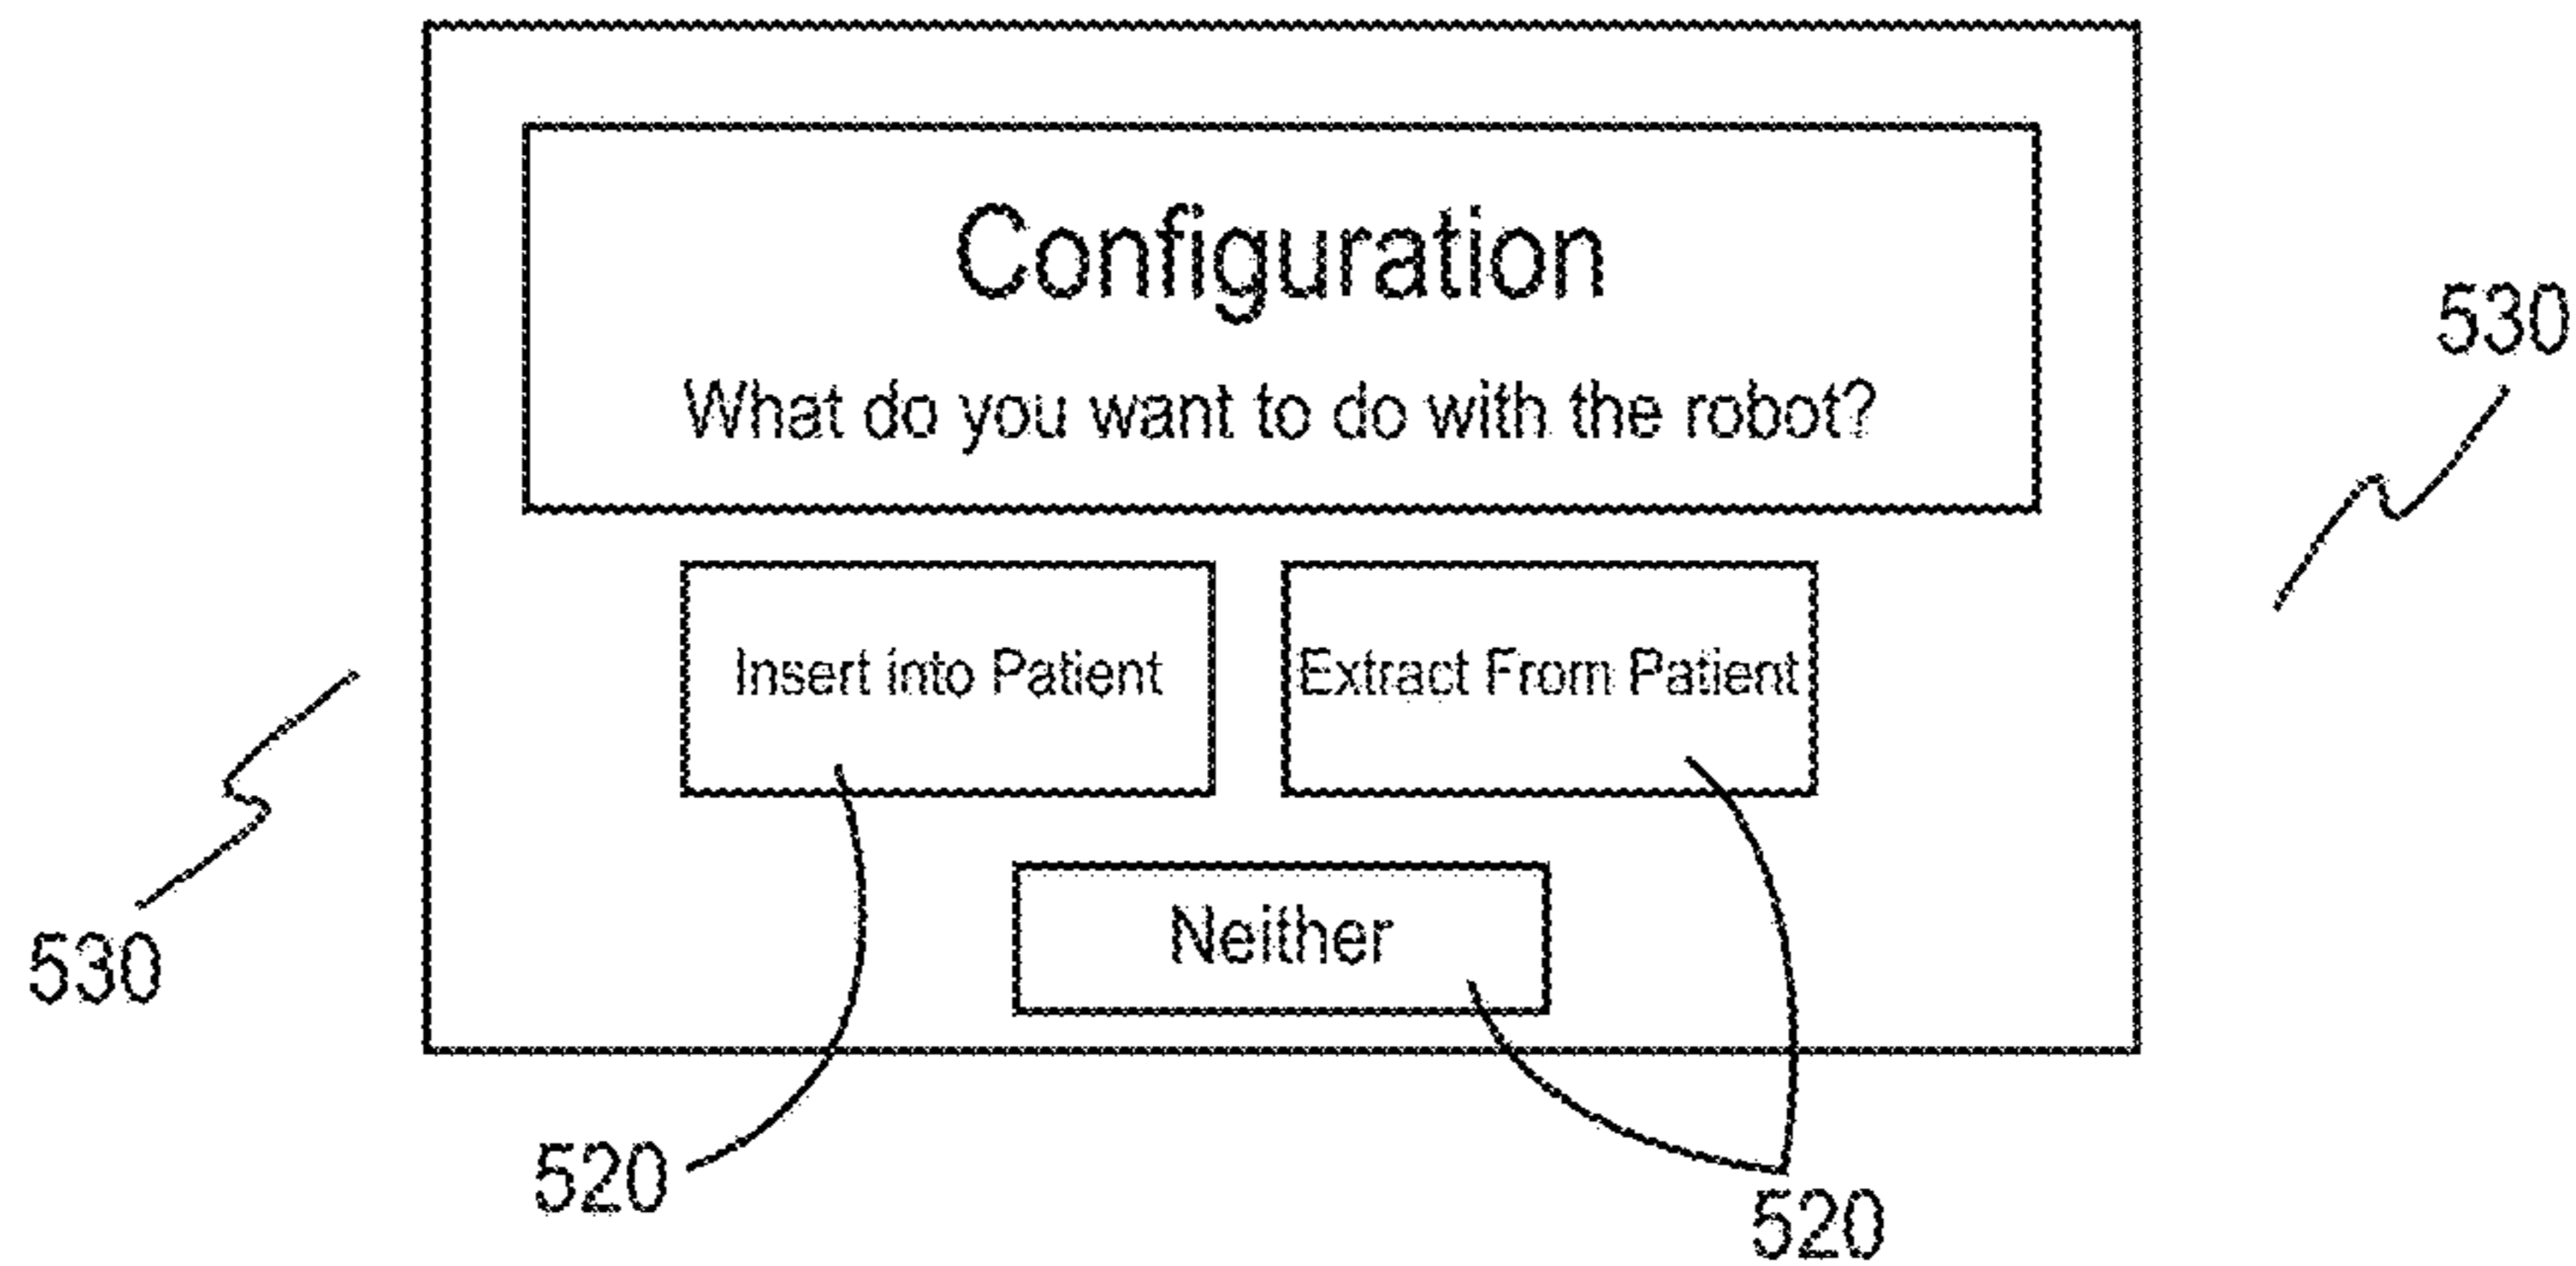 Configuration
What do you want to do with the robot?
530
Insert into Patient
Extract From Patient
Neither
530
520
520